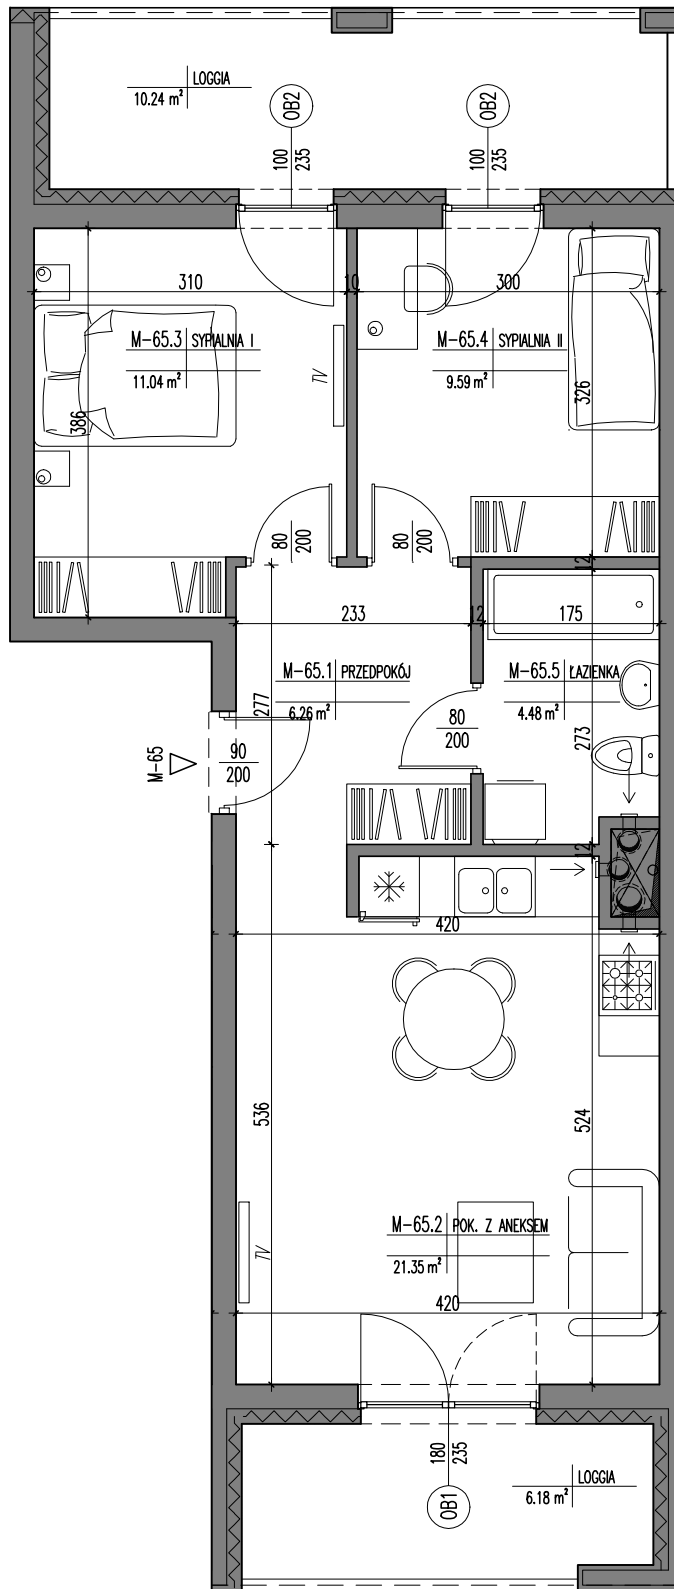 LOGGIA
10.24 m²
OB2
OB2
100
235
100
235
310
10
300
M-65.3 SYPIALNIA I
11.04 m²
M-65.4 SYPIALNIA II
9.59 m²
TV
386
326
80
200
80
200
12
233
12
175
M-65.1 PRZEDPOKÓJ
6.26 m²
M-65.5 ŁAZIENKA
4.48 m²
277
273
80
200
M-65
90
200
12
420
536
524
M-65.2 POK. Z ANEKSEM
21.35 m²
TV
420
180
235
OB1
LOGGIA
6.18 m²